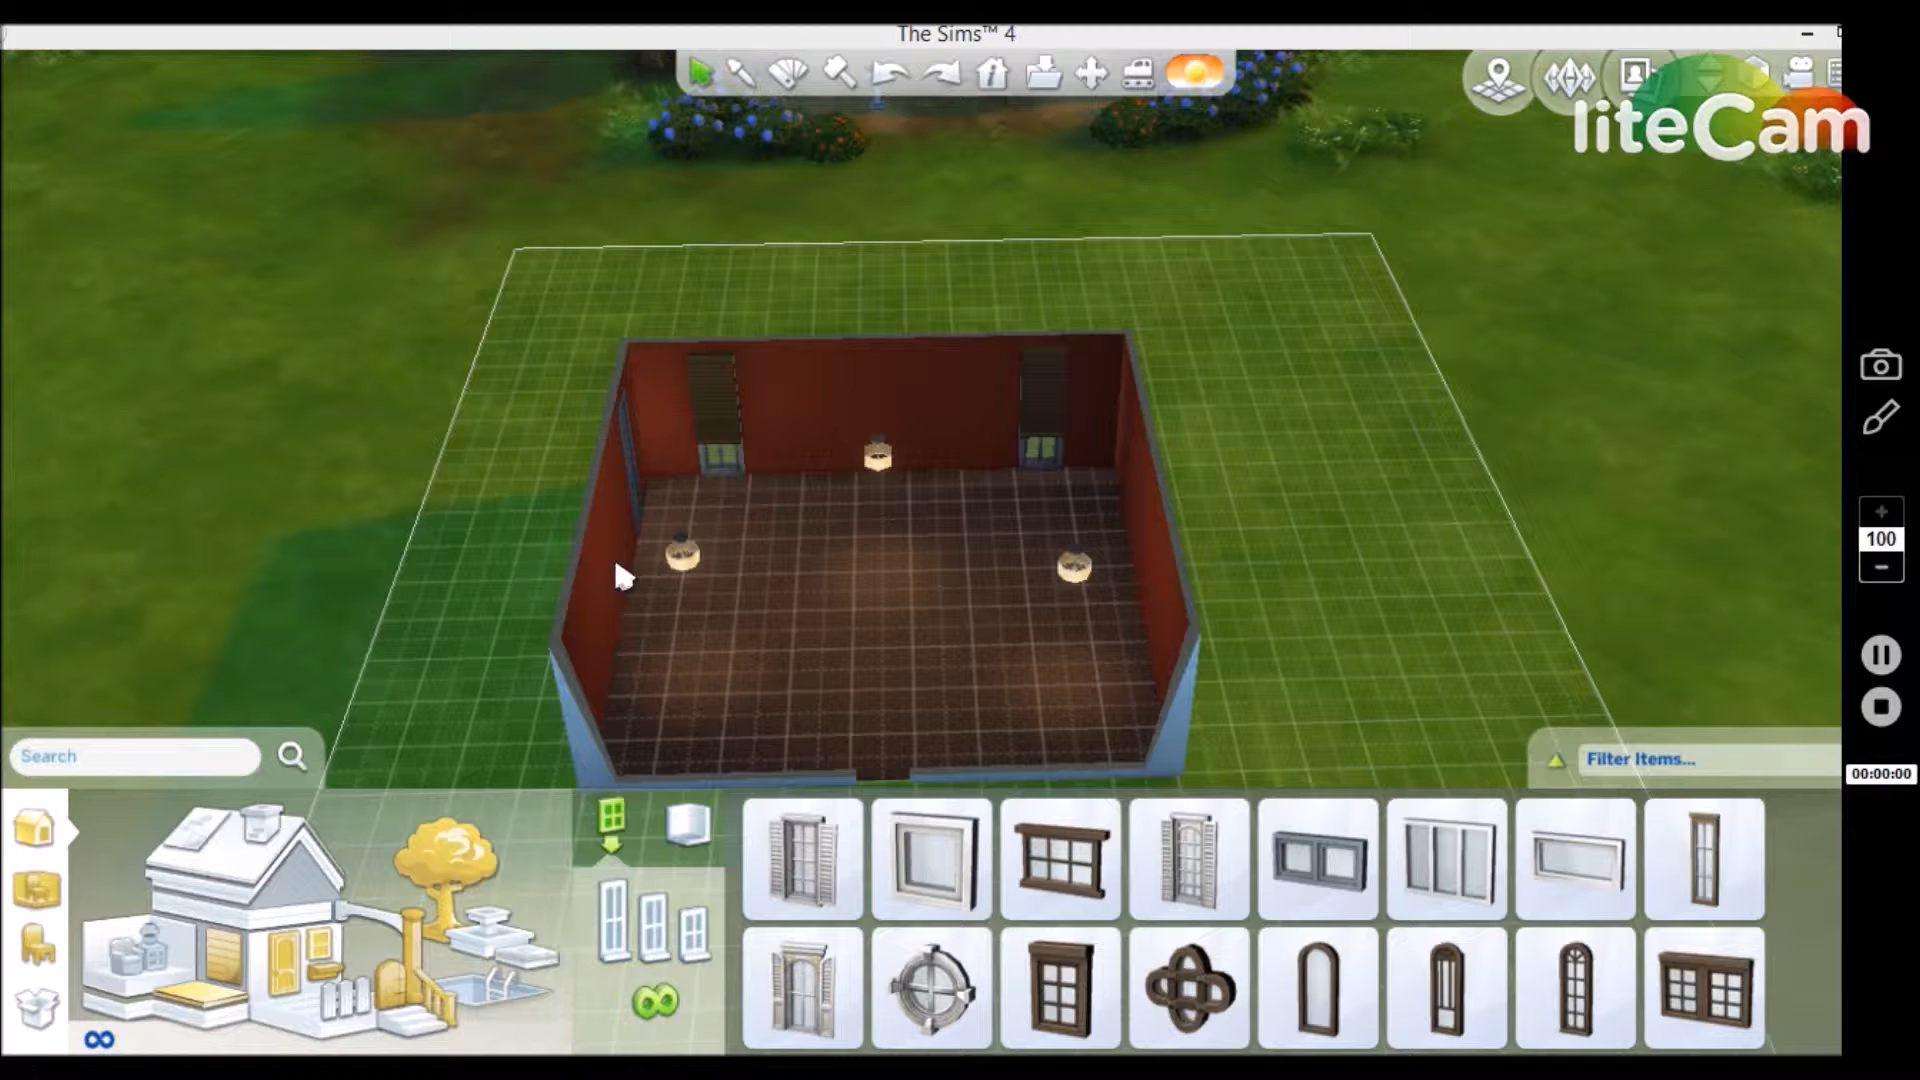 The Sims™ 4
liteCam
100
Search
Filter Items...
00:00:00